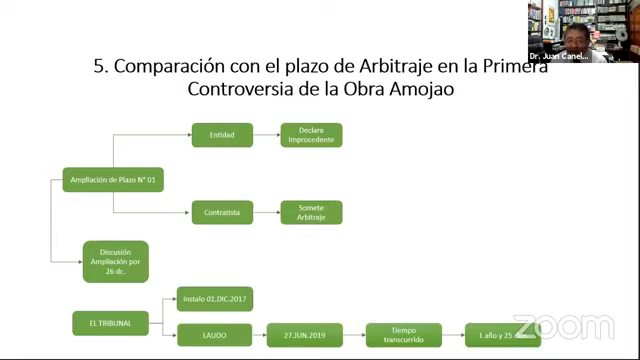 Dr. Juan Canel...
5. Comparación con el plazo de Arbitraje en la Primera
Controversia de la Obra Amojao
Entidad
Declara
Improcedente
Ampliación de Plazo N° 01
Contratista
Somete
Arbitraje
Discusión
Ampliación por
26 dc.
EL TRIBUNAL
Instalo 01.DIC.2017
LAUDO
27.JUN.2019
Tiempo
transcurrido
1 año y 25
zoom